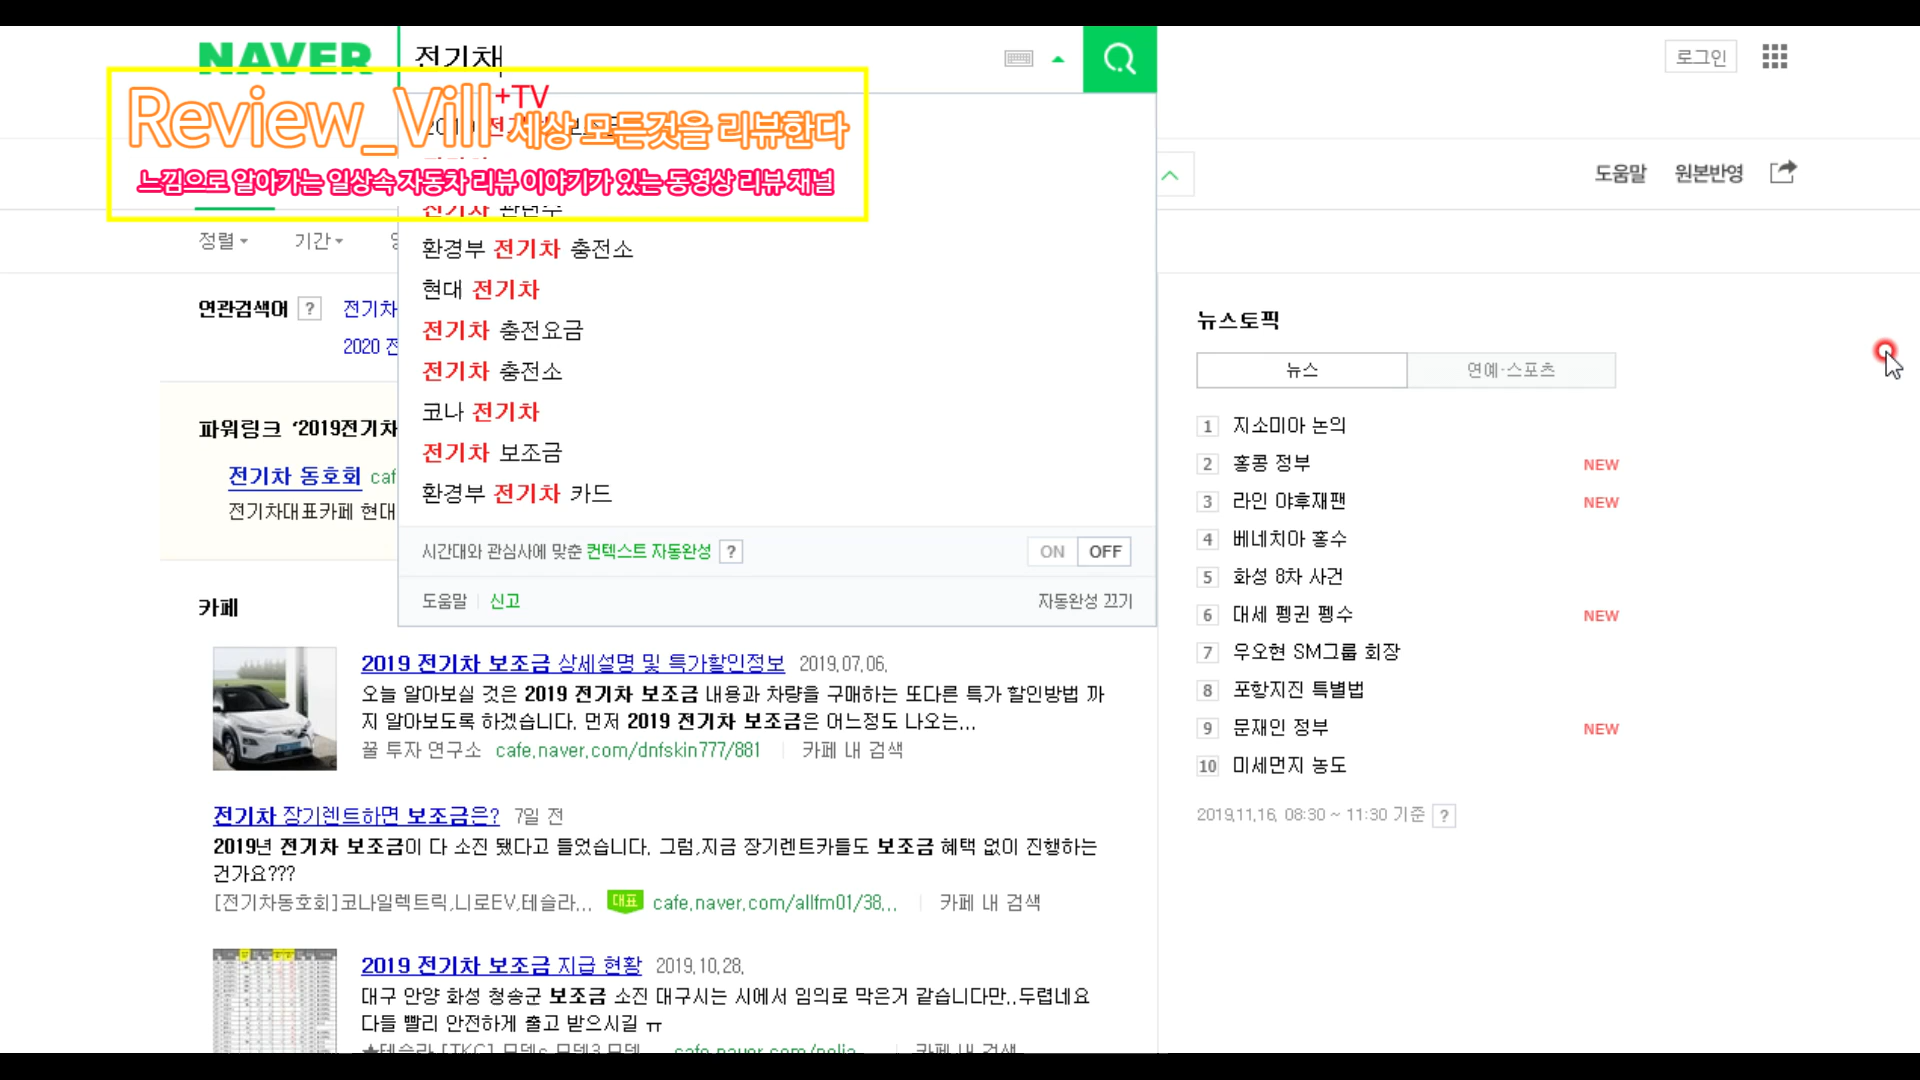 NAVER
전기차
로그인
Review_Vill
+TV
세상 모든것을 리뷰한다
느낌으로 알아가는 일상속 자동차 리뷰 이야기가 있는 동영상 리뷰 채널
도움말
원본반영
정렬
기간
환경부 전기차 충전소
현대 전기차
전기차 충전요금
전기차 충전소
코나 전기차
전기차 보조금
환경부 전기차 카드
시간대와 관심사에 맞춘 컨텍스트 자동완성 ?
ON OFF
도움말 신고
자동완성 끄기
연관검색어 ?
전기차
2020 전
파워링크 '2019전기차
전기차 동호회 caf
전기차대표카페 현대
카페
2019 전기차 보조금 상세설명 및 특가할인정보 2019.07.06.
오늘 알아보실 것은 2019 전기차 보조금 내용과 차량을 구매하는 또다른 특가 할인방법 까
지 알아보도록 하겠습니다. 먼저 2019 전기차 보조금은 어느정도 나오는...
꿀 투자 연구소 cafe.naver.com/dnfskin777/881 카페 내 검색
전기차 장기렌트하면 보조금은? 7일 전
2019년 전기차 보조금이 다 소진 됐다고 들었습니다. 그럼,지금 장기렌트카들도 보조금 혜택 없이 진행하는
건가요???
[전기차동호회]코나일렉트릭,니로EV,테슬라... 대표 cafe.naver.com/allfm01/38... 카페 내 검색
2019 전기차 보조금 지급 현황 2019.10.28.
대구 안양 화성 청송군 보조금 소진 대구시는 시에서 임의로 막은거 같습니다만..두렵네요
다들 빨리 안전하게 출고 받으시길 ㅠ
뉴스토픽
뉴스
연예·스포츠
1 지소미아 논의
2 홍콩 정부 NEW
3 라인 야후재팬 NEW
4 베네치아 홍수
5 화성 8차 사건
6 대세 펭귄 펭수 NEW
7 우오현 SM그룹 회장
8 포항지진 특별법
9 문재인 정부 NEW
10 미세먼지 농도
2019.11.16. 08:30 ~ 11:30 기준 ?